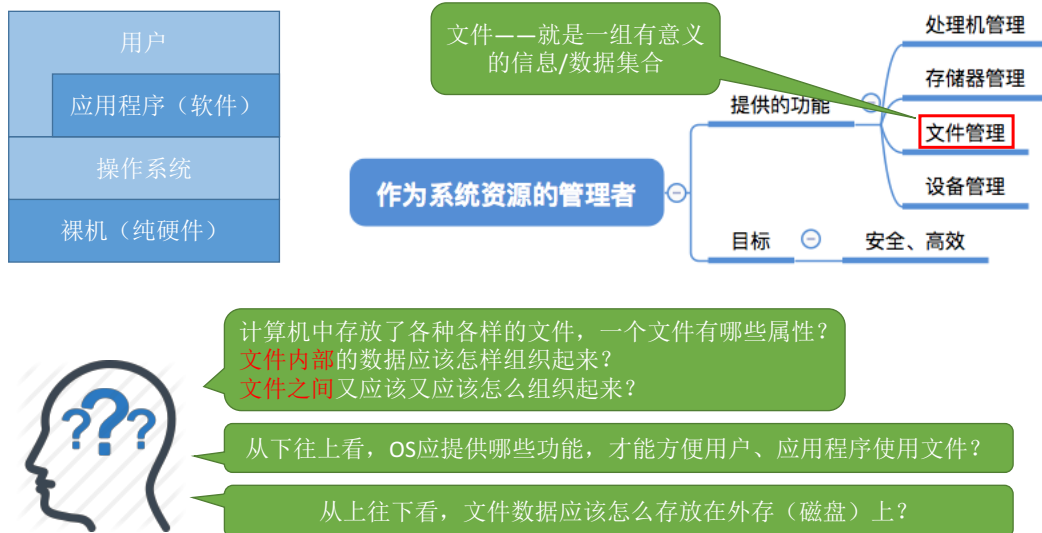 用户
应用程序（软件）
操作系统
裸机（纯硬件）
文件——就是一组有意义
的信息/数据集合
作为系统资源的管理者
提供的功能
处理机管理
存储器管理
文件管理
设备管理
目标
安全、高效
计算机中存放了各种各样的文件，一个文件有哪些属性？
文件内部的数据应该怎样组织起来？
文件之间又应该又应该怎么组织起来？
???
从下往上看，OS应提供哪些功能，才能方便用户、应用程序使用文件？
从上往下看，文件数据应该怎么存放在外存（磁盘）上？